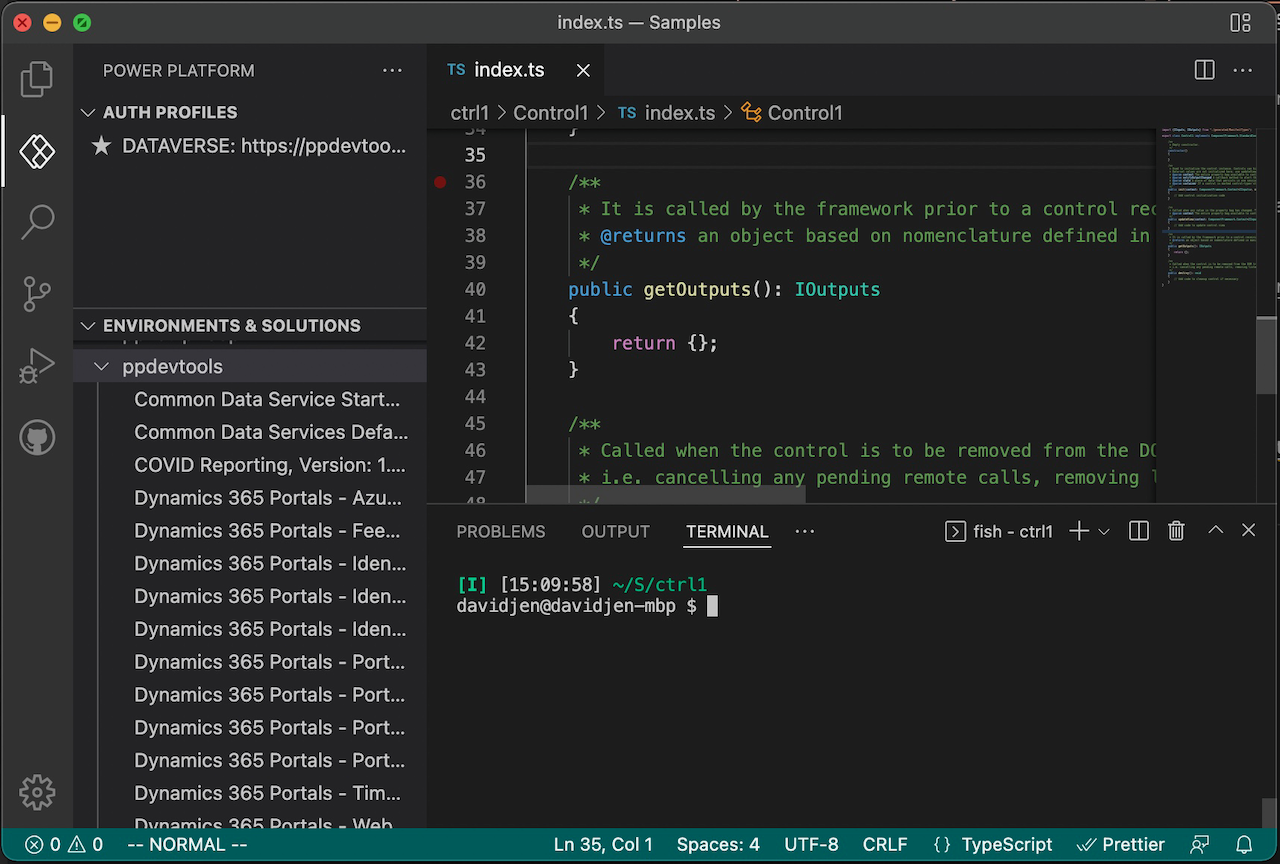 index.ts — Samples
POWER PLATFORM
AUTH PROFILES
DATAVERSE: https://ppdevtoo...
ENVIRONMENTS & SOLUTIONS
ppdevtools
Common Data Service Start...
Common Data Services Defa...
COVID Reporting, Version: 1....
Dynamics 365 Portals - Azu...
Dynamics 365 Portals - Fee...
Dynamics 365 Portals - Iden...
Dynamics 365 Portals - Iden...
Dynamics 365 Portals - Iden...
Dynamics 365 Portals - Port...
Dynamics 365 Portals - Port...
Dynamics 365 Portals - Port...
Dynamics 365 Portals - Port...
Dynamics 365 Portals - Tim...
Dynamics 365 Portals - Web
TS index.ts
ctrl1 > Control1 > TS index.ts > Control1
34 }
35
36 /**
37 * It is called by the framework prior to a control rec
38 * @returns an object based on nomenclature defined in
39 */
40 public getOutputs(): IOutputs
41 {
42 return {};
43 }
44
45 /**
46 * Called when the control is to be removed from the DO
47 * i.e. cancelling any pending remote calls, removing l
48 */
PROBLEMS OUTPUT TERMINAL ... fish - ctrl1
[I] [15:09:58] ~/S/ctrl1
davidjen@davidjen-mbp $
0 0 -- NORMAL -- Ln 35, Col 1 Spaces: 4 UTF-8 CRLF {} TypeScript Prettier